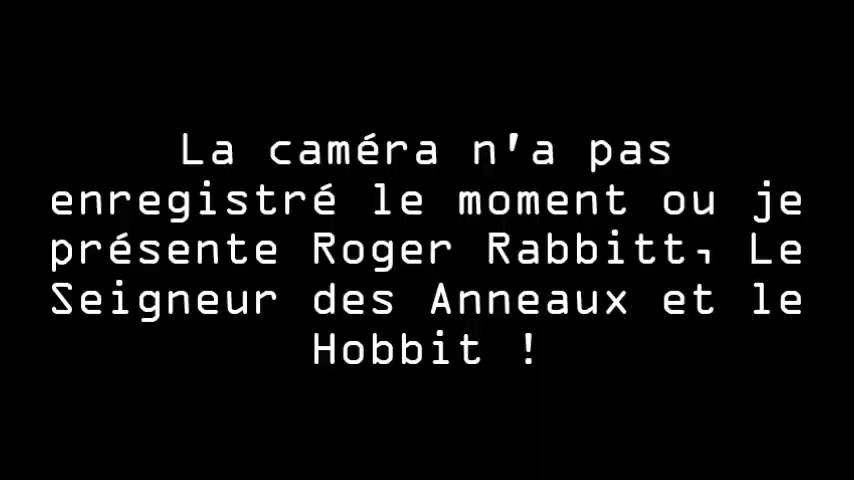 La caméra n'a pas
enregistré le moment ou je
présente Roger Rabbitt, Le
Seigneur des Anneaux et le
Hobbit !